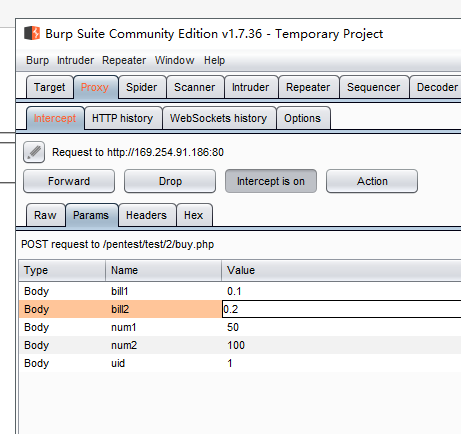 Burp Suite Community Edition v1.7.36 - Temporary Project
Burp Intruder Repeater Window Help
Target Proxy Spider Scanner Intruder Repeater Sequencer Decoder
Intercept HTTP history WebSockets history Options
Request to http://169.254.91.186:80
Forward Drop Intercept is on Action
Raw Params Headers Hex
POST request to /pentest/test/2/buy.php
Type Name Value
Body bill1 0.1
Body bill2 0.2
Body num1 50
Body num2 100
Body uid 1